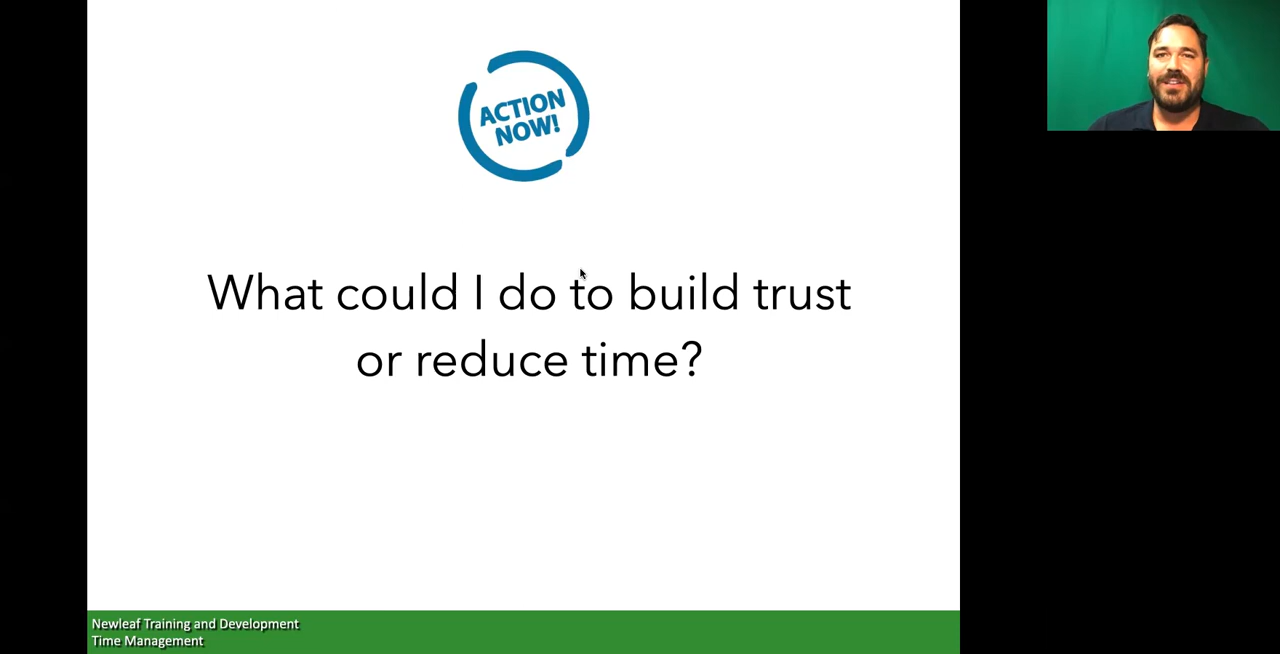 ACTION
NOW!
What could I do to build trust
or reduce time?
Newleaf Training and Development
Time Management